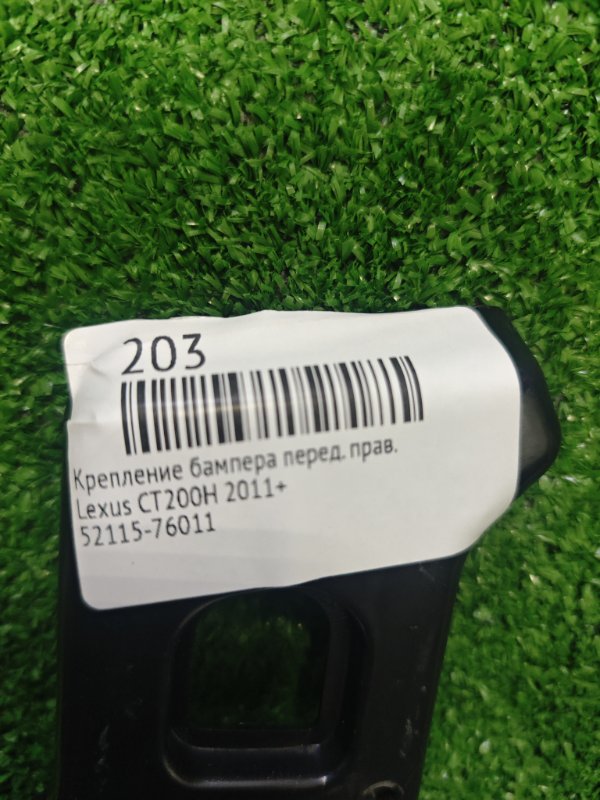 203
Крепление бампера перед. прав.
Lexus CT200H 2011+
52115-76011